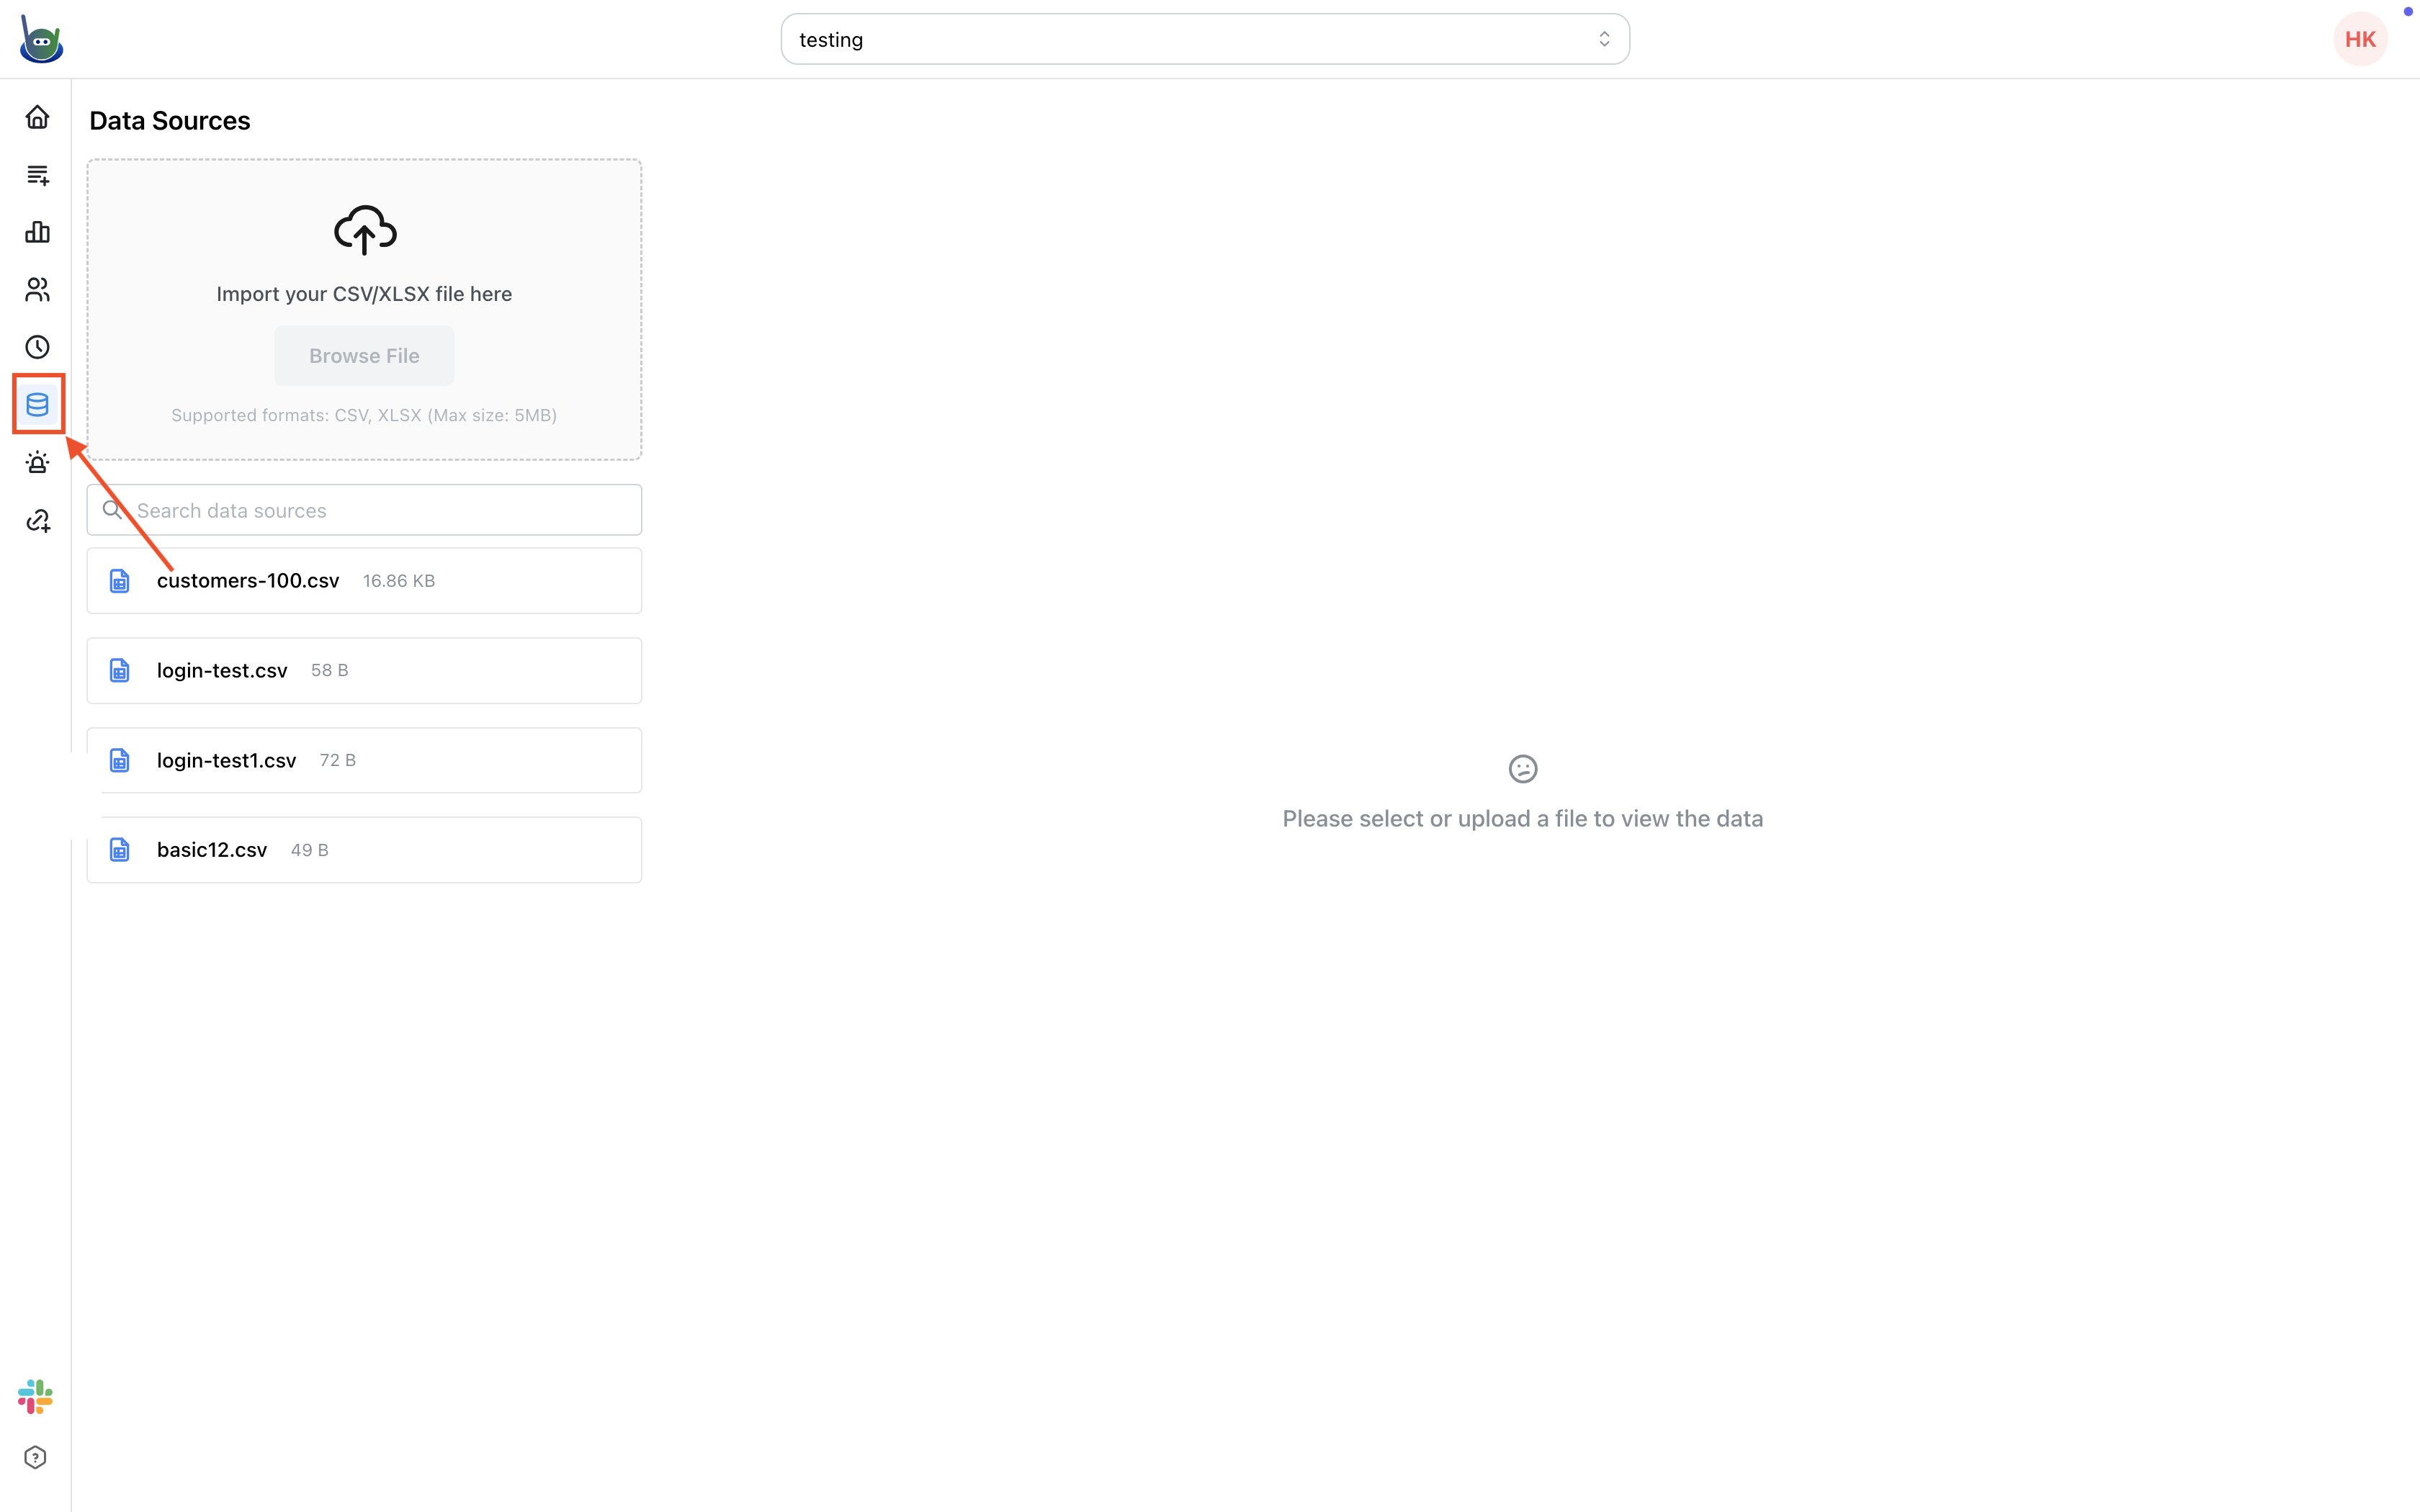 testing
HK
Data Sources
Import your CSV/XLSX file here
Browse File
Supported formats: CSV, XLSX (Max size: 5MB)
Search data sources
customers-100.csv 16.86 KB
login-test.csv 58 B
login-test1.csv 72 B
basic12.csv 49 B
Please select or upload a file to view the data